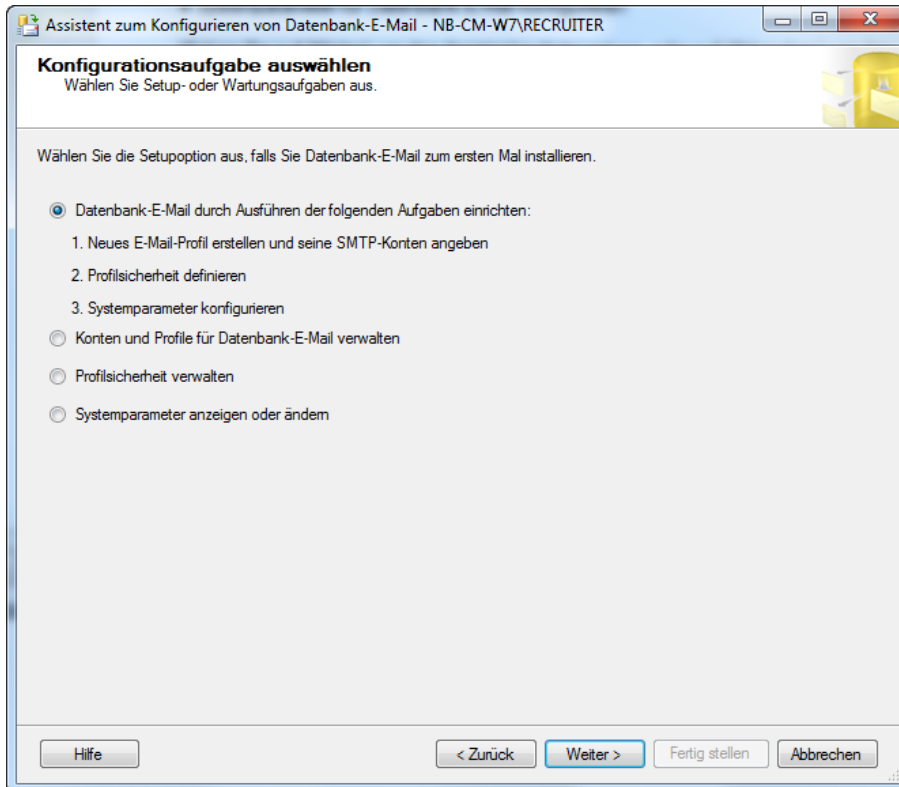 Assistent zum Konfigurieren von Datenbank-E-Mail - NB-CM-W7\RECRUITER
Konfigurationsaufgabe auswählen
Wählen Sie Setup- oder Wartungsaufgaben aus.
Wählen Sie die Setupoption aus, falls Sie Datenbank-E-Mail zum ersten Mal installieren.
Datenbank-E-Mail durch Ausführen der folgenden Aufgaben einrichten:
1. Neues E-Mail-Profil erstellen und seine SMTP-Konten angeben
2. Profilsicherheit definieren
3. Systemparameter konfigurieren
Konten und Profile für Datenbank-E-Mail verwalten
Profilsicherheit verwalten
Systemparameter anzeigen oder ändern
Hilfe
< Zurück
Weiter >
Fertig stellen
Abbrechen